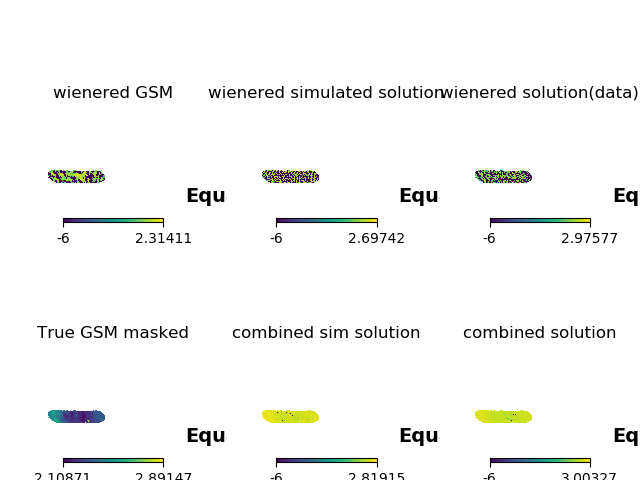 wienered GSM
wienered simulated solution
wienered solution(data)
Equ
Equ
Eq
-6 2.31411
-6 2.69742
-6 2.97577
True GSM masked
combined sim solution
combined solution
Equ
Equ
Eq
2.10871 2.89147
-6 2.81915
-6 3.00327